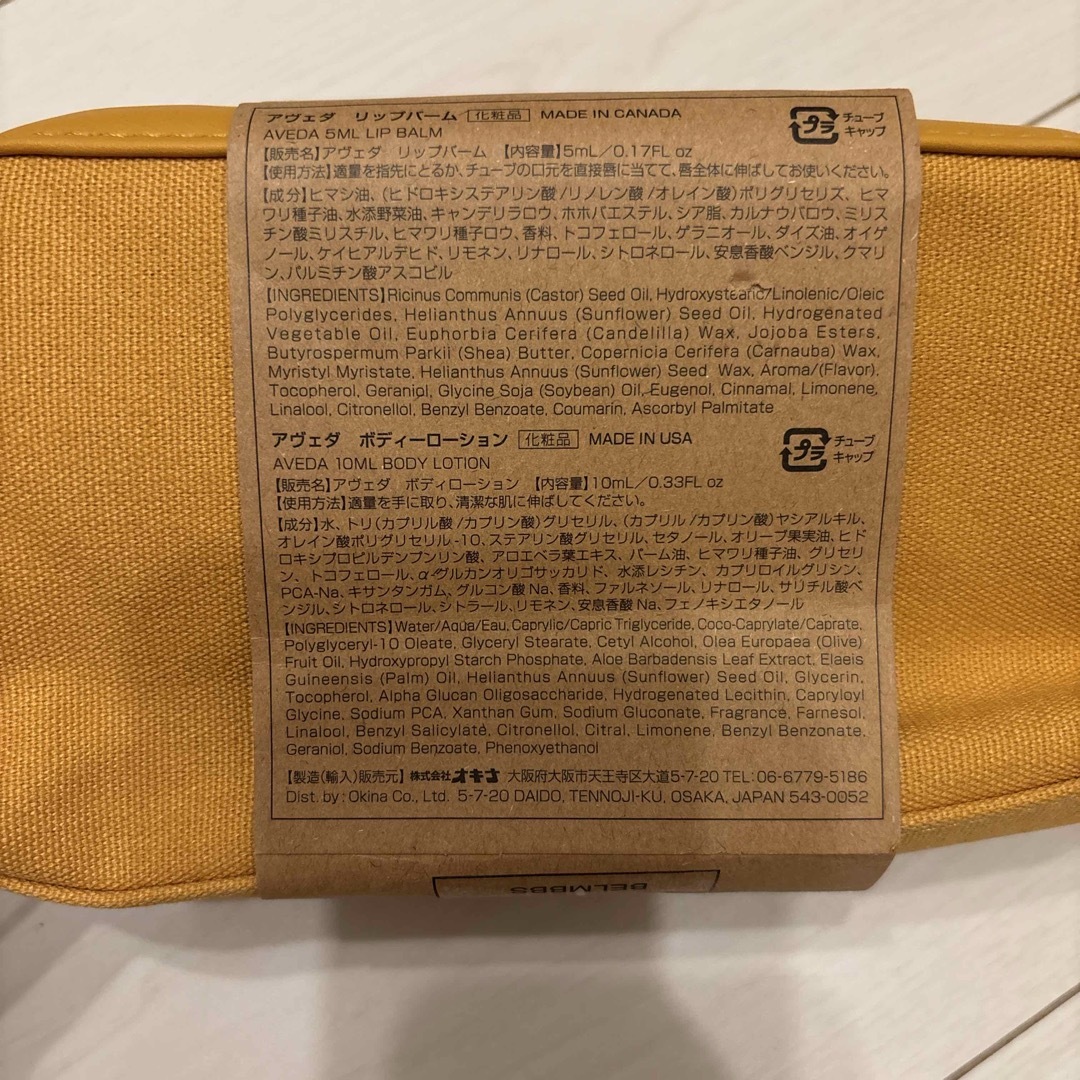 アヴェダ リップバーム 化粧品 MADE IN CANADA
プラ チューブ キャップ
AVEDA 5ML LIP BALM
【販売名】アヴェダ リップバーム 【内容量】5mL/0.17FL oz
【使用方法】適量を指先にとるか、チューブの口元を直接唇に当てて、唇全体に伸ばしてお使いください。
【成分】ヒマシ油、(ヒドロキシステアリン酸/リノレン酸/オレイン酸)ポリグリセリズ、ヒマ
ワリ種子油、水添野菜油、キャンデリラロウ、ホホバエステル、シア脂、カルナウバロウ、ミリス
チン酸ミリスチル、ヒマワリ種子ロウ、香料、トコフェロール、ゲラニオール、ダイズ油、オイゲ
ノール、ケイヒアルデヒド、リモネン、リナロール、シトロネロール、安息香酸ベンジル、クマリ
ン、パルミチン酸アスコビル
【INGREDIENTS】Ricinus Communis (Castor) Seed Oil, Hydroxystearic/Linolenic/Oleic
Polyglycerides, Helianthus Annuus (Sunflower) Seed Oil, Hydrogenated
Vegetable Oil, Euphorbia Cerifera (Candelilla) Wax, Jojoba Esters,
Butyrospermum Parkii (Shea) Butter, Copernicia Cerifera (Carnauba) Wax,
Myristyl Myristate, Helianthus Annuus (Sunflower) Seed Wax, Aroma/(Flavor),
Tocopherol, Geraniol, Glycine Soja (Soybean) Oil, Eugenol, Cinnamal, Limonene,
Linalool, Citronellol, Benzyl Benzoate, Coumarin, Ascorbyl Palmitate
アヴェダ ボディーローション 化粧品 MADE IN USA
プラ チューブ キャップ
AVEDA 10ML BODY LOTION
【販売名】アヴェダ ボディローション 【内容量】10mL/0.33FL oz
【使用方法】適量を手に取り、清潔な肌に伸ばしてください。
【成分】水、トリ(カプリル酸/カプリン酸)グリセリル、(カプリル/カプリン酸)ヤシアルキル、
オレイン酸ポリグリセリル-10、ステアリン酸グリセリル、セタノール、オリーブ果実油、ヒド
ロキシプロピルデンプンリン酸、アロエベラ葉エキス、パーム油、ヒマワリ種子油、グリセリ
ン、トコフェロール、α-グルカンオリゴサッカリド、水添レシチン、カプリロイルグリシン、
PCA-Na、キサンタンガム、グルコン酸Na、香料、ファルネソール、リナロール、サリチル酸ベ
ンジル、シトロネロール、シトラール、リモネン、安息香酸Na、フェノキシエタノール
【INGREDIENTS】Water/Aqua/Eau, Caprylic/Capric Triglyceride, Coco-Caprylate/Caprate,
Polyglyceryl-10 Oleate, Glyceryl Stearate, Cetyl Alcohol, Olea Europaea (Olive)
Fruit Oil, Hydroxypropyl Starch Phosphate, Aloe Barbadensis Leaf Extract, Elaeis
Guineensis (Palm) Oil, Helianthus Annuus (Sunflower) Seed Oil, Glycerin,
Tocopherol, Alpha Glucan Oligosaccharide, Hydrogenated Lecithin, Capryloyl
Glycine, Sodium PCA, Xanthan Gum, Sodium Gluconate, Fragrance, Farnesol,
Linalool, Benzyl Salicylate, Citronellol, Citral, Limonene, Benzyl Benzonate,
Geraniol, Sodium Benzoate, Phenoxyethanol
【製造(輸入)販売元】株式会社オキナ 大阪府大阪市天王寺区大道5-7-20 TEL:06-6779-5186
Dist. by : Okina Co., Ltd. 5-7-20 DAIDO, TENNOJI-KU, OSAKA, JAPAN 543-0052
BELMBBS